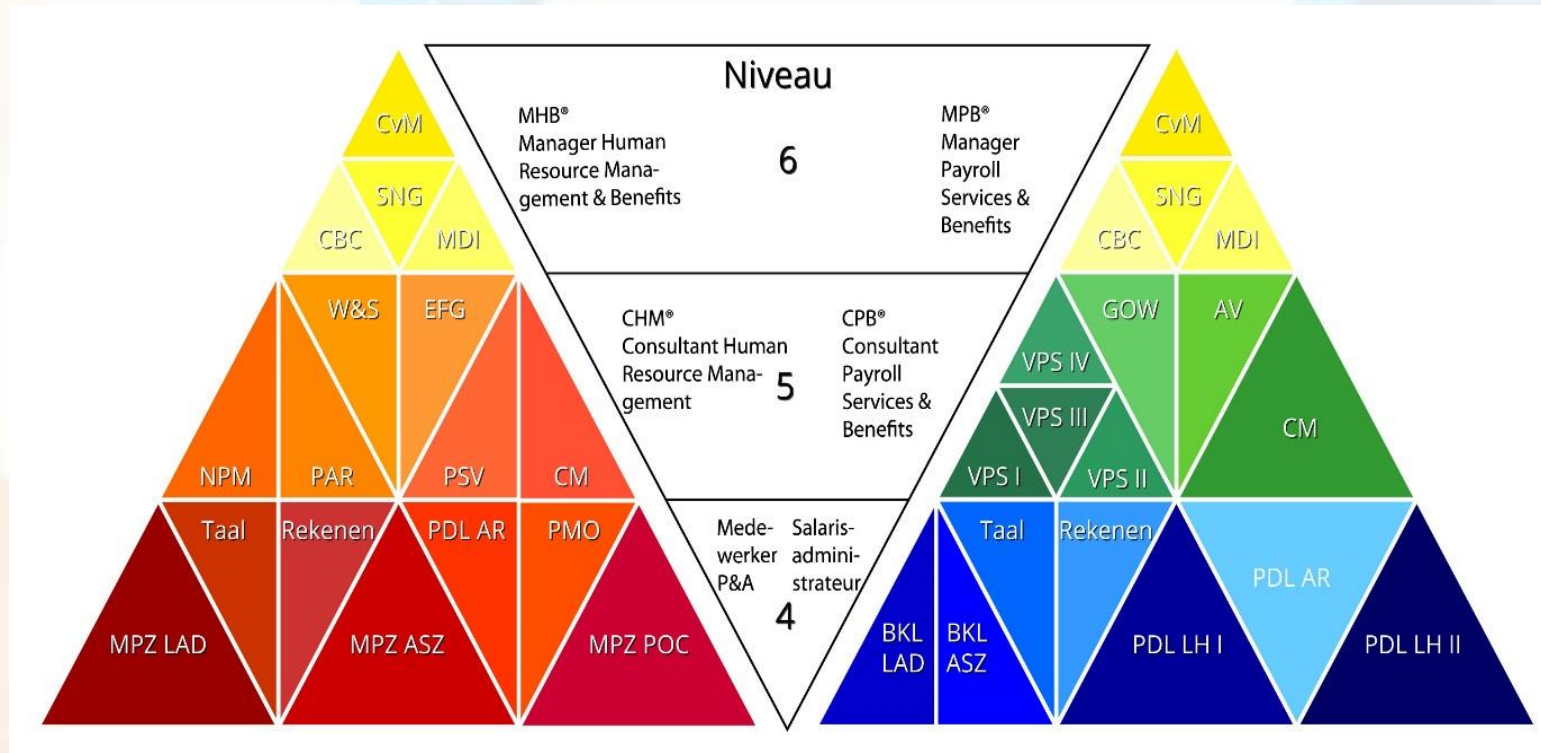 Niveau
CvM
SNG
CBC
MDI
W&S
EFG
NPM
PAR
PSV
CM
Taal
Rekenen
PDL AR
PMO
MPZ LAD
MPZ ASZ
MPZ POC
MHB®
Manager Human
Resource Mana-
gement & Benefits
6
MPB®
Manager
Payroll
Services &
Benefits
CHM®
Consultant Human
Resource Mana-
gement
5
CPB®
Consultant
Payroll
Services &
Benefits
Mede-
werker
P&A
Salaris-
admini-
strateur
4
CvM
SNG
CBC
MDI
GOW
AV
VPS IV
VPS III
VPS I
VPS II
CM
Taal
Rekenen
PDL AR
BKL
LAD
BKL
ASZ
PDL LH I
PDL LH II